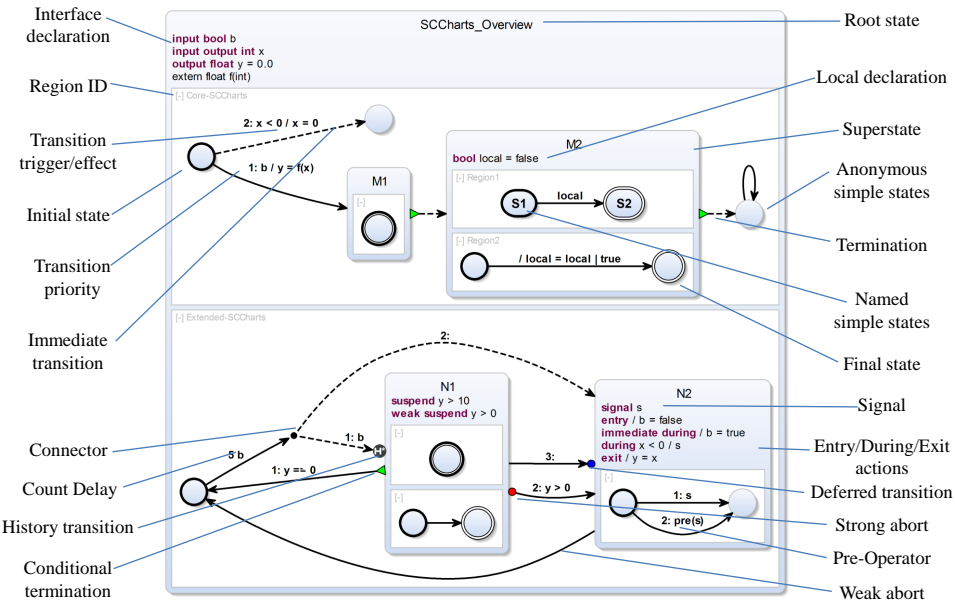 Interface
declaration
Region ID
Transition
trigger/effect
Initial state
Transition
priority
Immediate
transition
Connector
Count Delay
History transition
Conditional
termination
SCCharts_Overview
input bool b
input output int x
output float y = 0.0
extern float f(int)
[-] Core-SCCharts
2: x < 0 / x = 0
1: b / y = f(x)
M1
[-]
M2
bool local = false
[-] Region1
S1
local
S2
[-] Region2
/ local = local | true
[-] Extended-SCCharts
2:
1: b
H*
5 b
1: y == 0
N1
suspend y > 10
weak suspend y > 0
[-]
[-]
3:
2: y > 0
N2
signal s
entry / b = false
immediate during / b = true
during x < 0 / s
exit / y = x
[-]
1: s
2: pre(s)
Root state
Local declaration
Superstate
Anonymous
simple states
Termination
Named
simple states
Final state
Signal
Entry/During/Exit
actions
Deferred transition
Strong abort
Pre-Operator
Weak abort